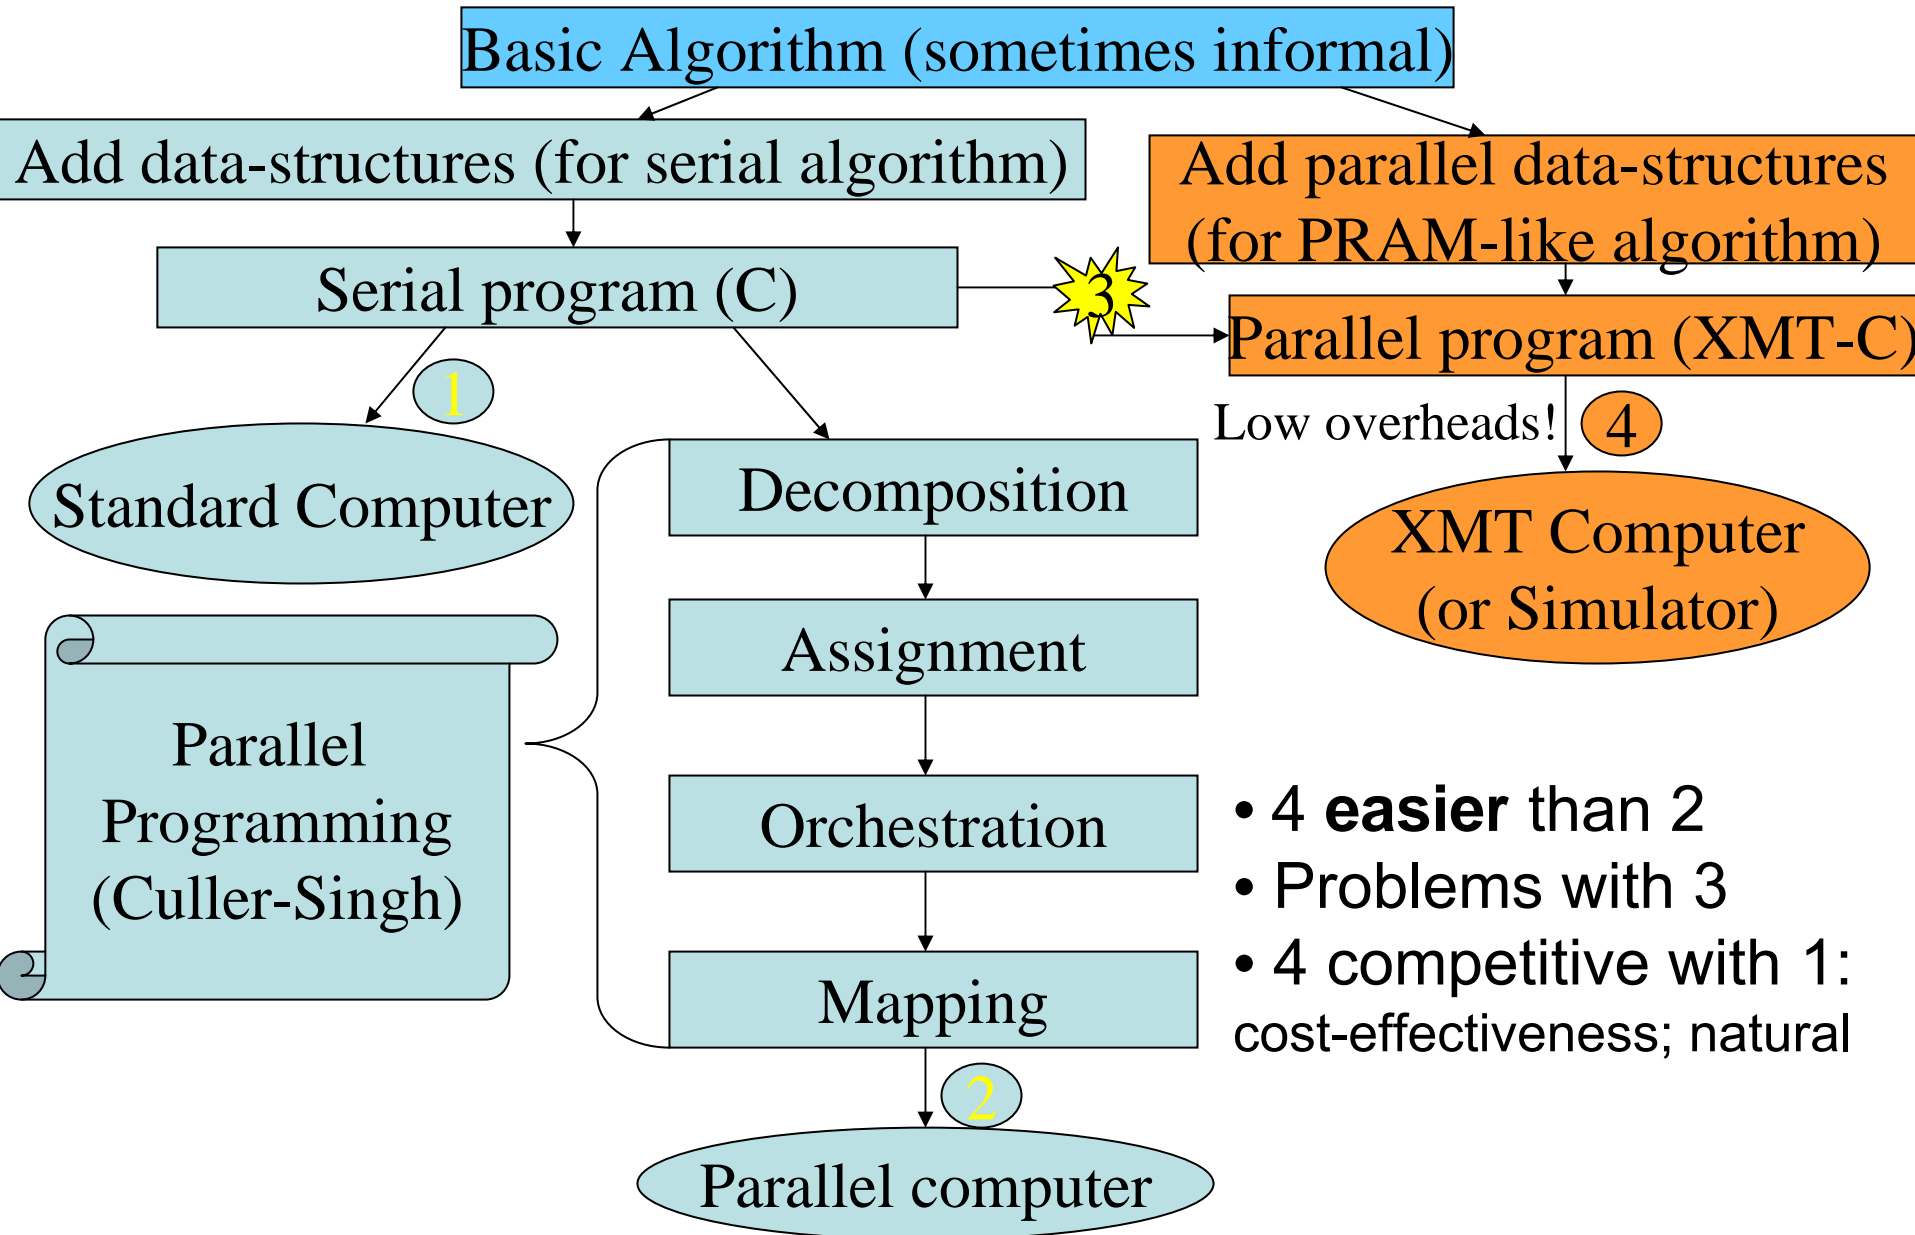 Basic Algorithm (sometimes informal)
Add data-structures (for serial algorithm)
Add parallel data-structures
(for PRAM-like algorithm)
Serial program (C)
3
Parallel program (XMT-C)
1
Low overheads!
4
Standard Computer
Decomposition
XMT Computer
(or Simulator)
Assignment
Parallel
Programming
(Culler-Singh)
Orchestration
Mapping
• 4 easier than 2
• Problems with 3
• 4 competitive with 1:
cost-effectiveness; natural
2
Parallel computer